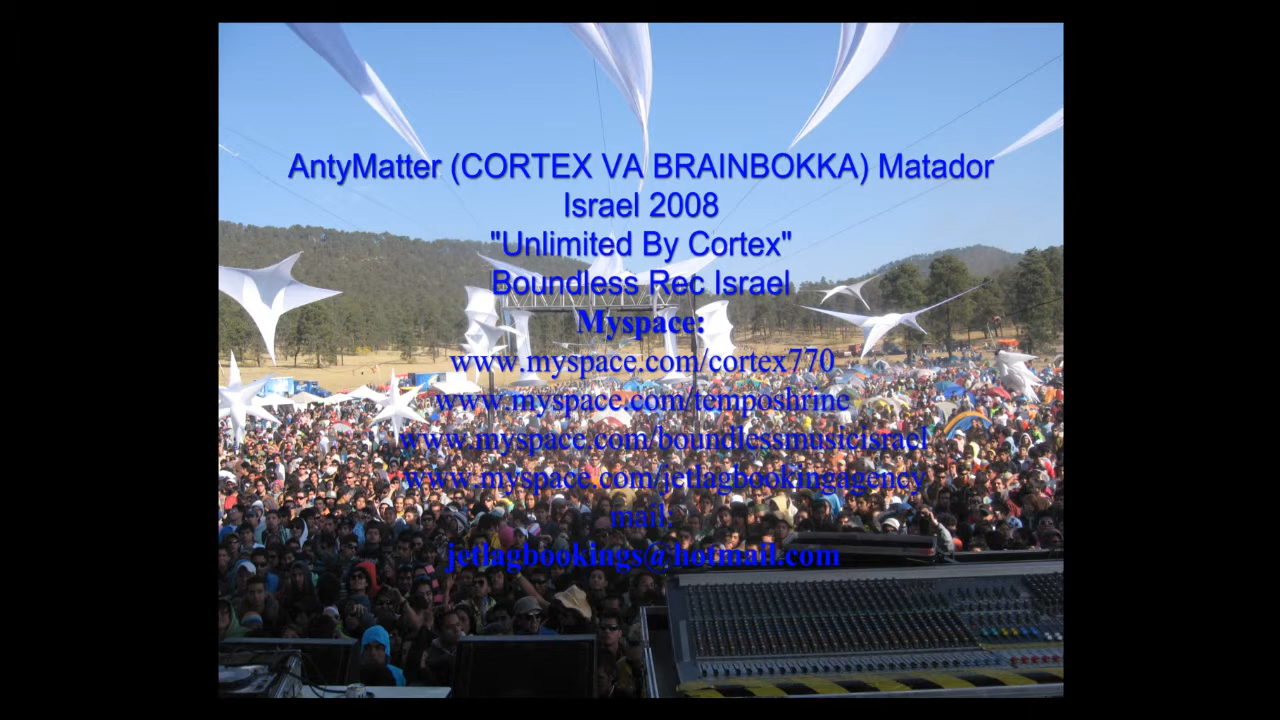 AntyMatter (CORTEX VA BRAINBOKKA) Matador
Israel 2008
"Unlimited By Cortex"
Boundless Rec Israel
Myspace:
www.myspace.com/cortex770
www.myspace.com/temposhrine
www.myspace.com/boundlessmusicisrael
www.myspace.com/jetlagbookingagency
mail:
jetlagbookings@hotmail.com